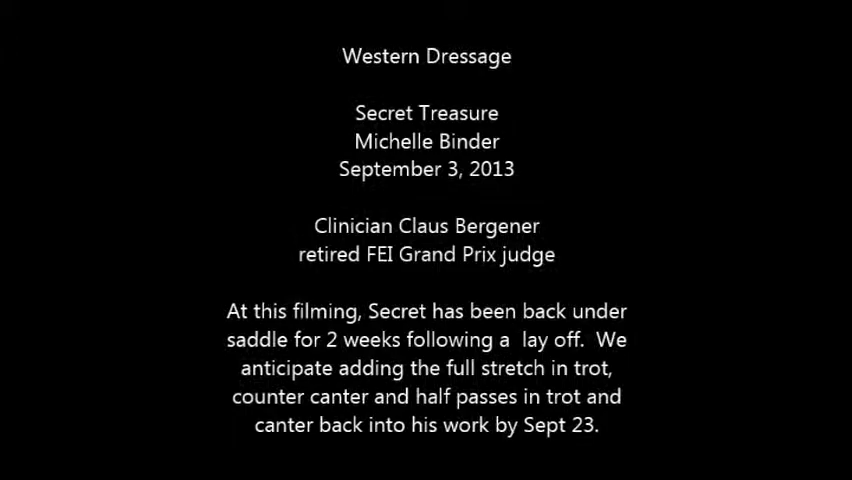 Western Dressage
Secret Treasure
Michelle Binder
September 3, 2013
Clinician Claus Bergener
retired FEI Grand Prix judge
At this filming, Secret has been back under
saddle for 2 weeks following a  lay off.  We
anticipate adding the full stretch in trot,
counter canter and half passes in trot and
canter back into his work by Sept 23.